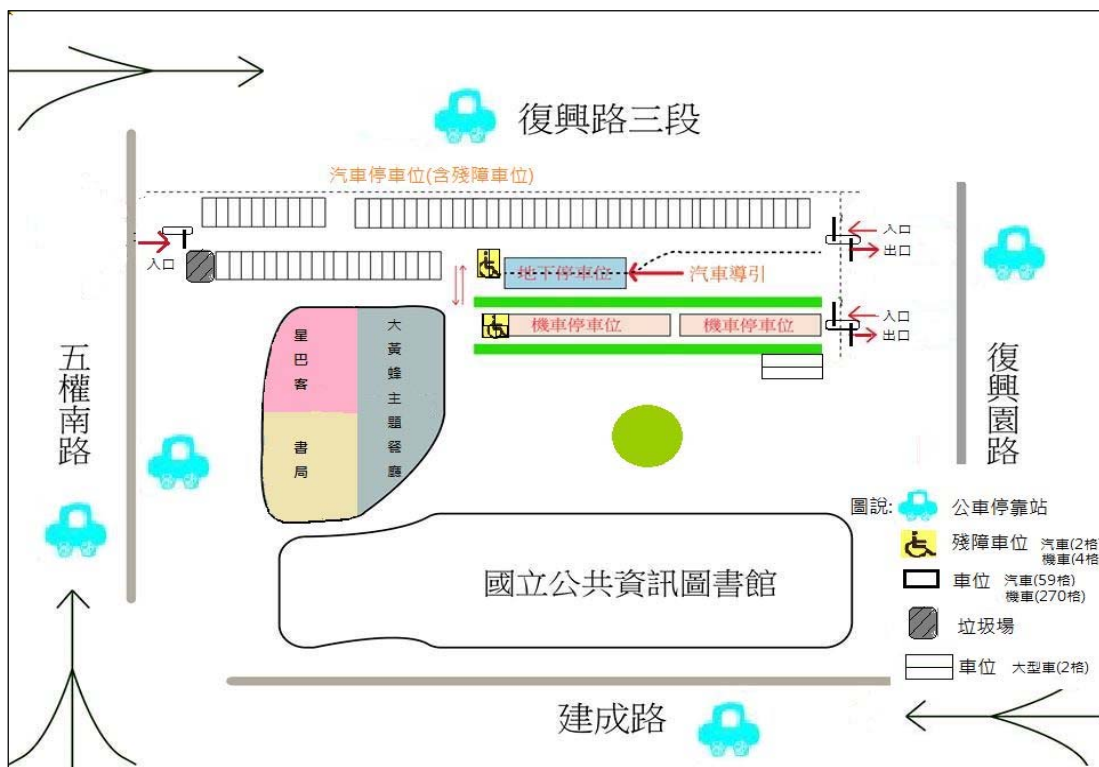 復興路三段
汽車停車位(含殘障車位)
入口
出口
入口
地下停車位
汽車導引
機車停車位
機車停車位
入口
出口
星巴客
大黃蜂主題餐廳
書局
五權南路
復興園路
國立公共資訊圖書館
建成路
圖說:
公車停靠站
殘障車位 汽車(2格)
機車(4格)
車位 汽車(59格)
機車(270格)
垃圾場
車位 大型車(2格)